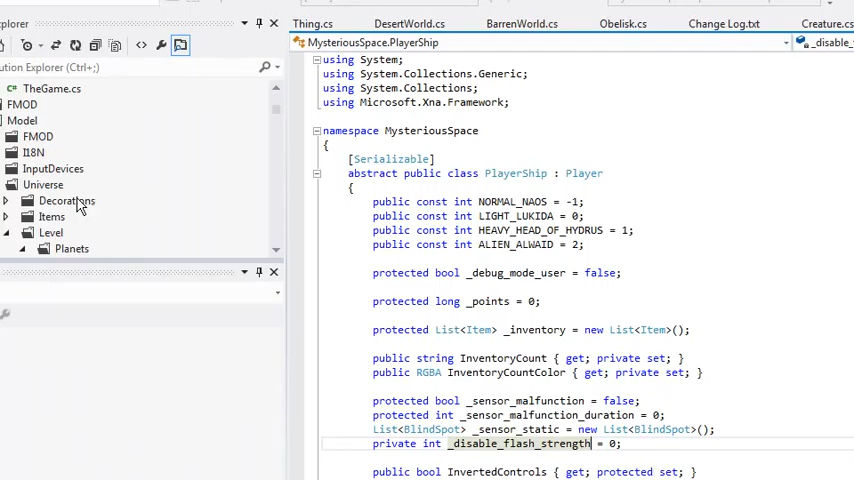 xplorer
Thing.cs DesertWorld.cs BarrenWorld.cs Obelisk.cs Change Log.txt Creature.cs
MysteriousSpace.PlayerShip
ution Explorer (Ctrl+;)
TheGame.cs
FMOD
Model
FMOD
I18N
InputDevices
Universe
Decorations
Items
Level
Planets
using System;
using System.Collections.Generic;
using System.Collections;
using Microsoft.Xna.Framework;
namespace MysteriousSpace
{
[Serializable]
abstract public class PlayerShip : Player
{
public const int NORMAL_NAOS = -1;
public const int LIGHT_LUKIDA = 0;
public const int HEAVY_HEAD_OF_HYDRUS = 1;
public const int ALIEN_ALWAID = 2;
protected bool _debug_mode_user = false;
protected long _points = 0;
protected List<Item> _inventory = new List<Item>();
public string InventoryCount { get; private set; }
public RGBA InventoryCountColor { get; private set; }
protected bool _sensor_malfunction = false;
protected int _sensor_malfunction_duration = 0;
List<BlindSpot> _sensor_static = new List<BlindSpot>();
private int _disable_flash_strength = 0;
public bool InvertedControls { get; protected set; }